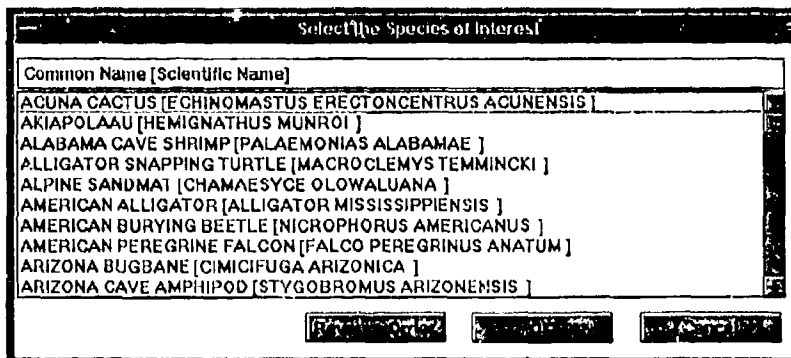 Select the Species of Interest
Common Name [Scientific Name]
ACUNA CACTUS [ECHINOMASTUS ERECTONCENTRUS ACUNENSIS ]
AKIAPOLAAU [HEMIGNATHUS MUNROI ]
ALABAMA CAVE SHRIMP [PALAEMONIAS ALABAMAE ]
ALLIGATOR SNAPPING TURTLE [MACROCLEMYS TEMMINCKI ]
ALPINE SANDMAT [CHAMAESYCE OLOWALUANA ]
AMERICAN ALLIGATOR [ALLIGATOR MISSISSIPPIENSIS ]
AMERICAN BURYING BEETLE [NICROPHORUS AMERICANUS ]
AMERICAN PEREGRINE FALCON [FALCO PEREGRINUS ANATUM ]
ARIZONA BUGBANE [CIMICIFUGA ARIZONICA ]
ARIZONA CAVE AMPHIPOD [STYGOBROMUS ARIZONENSIS ]